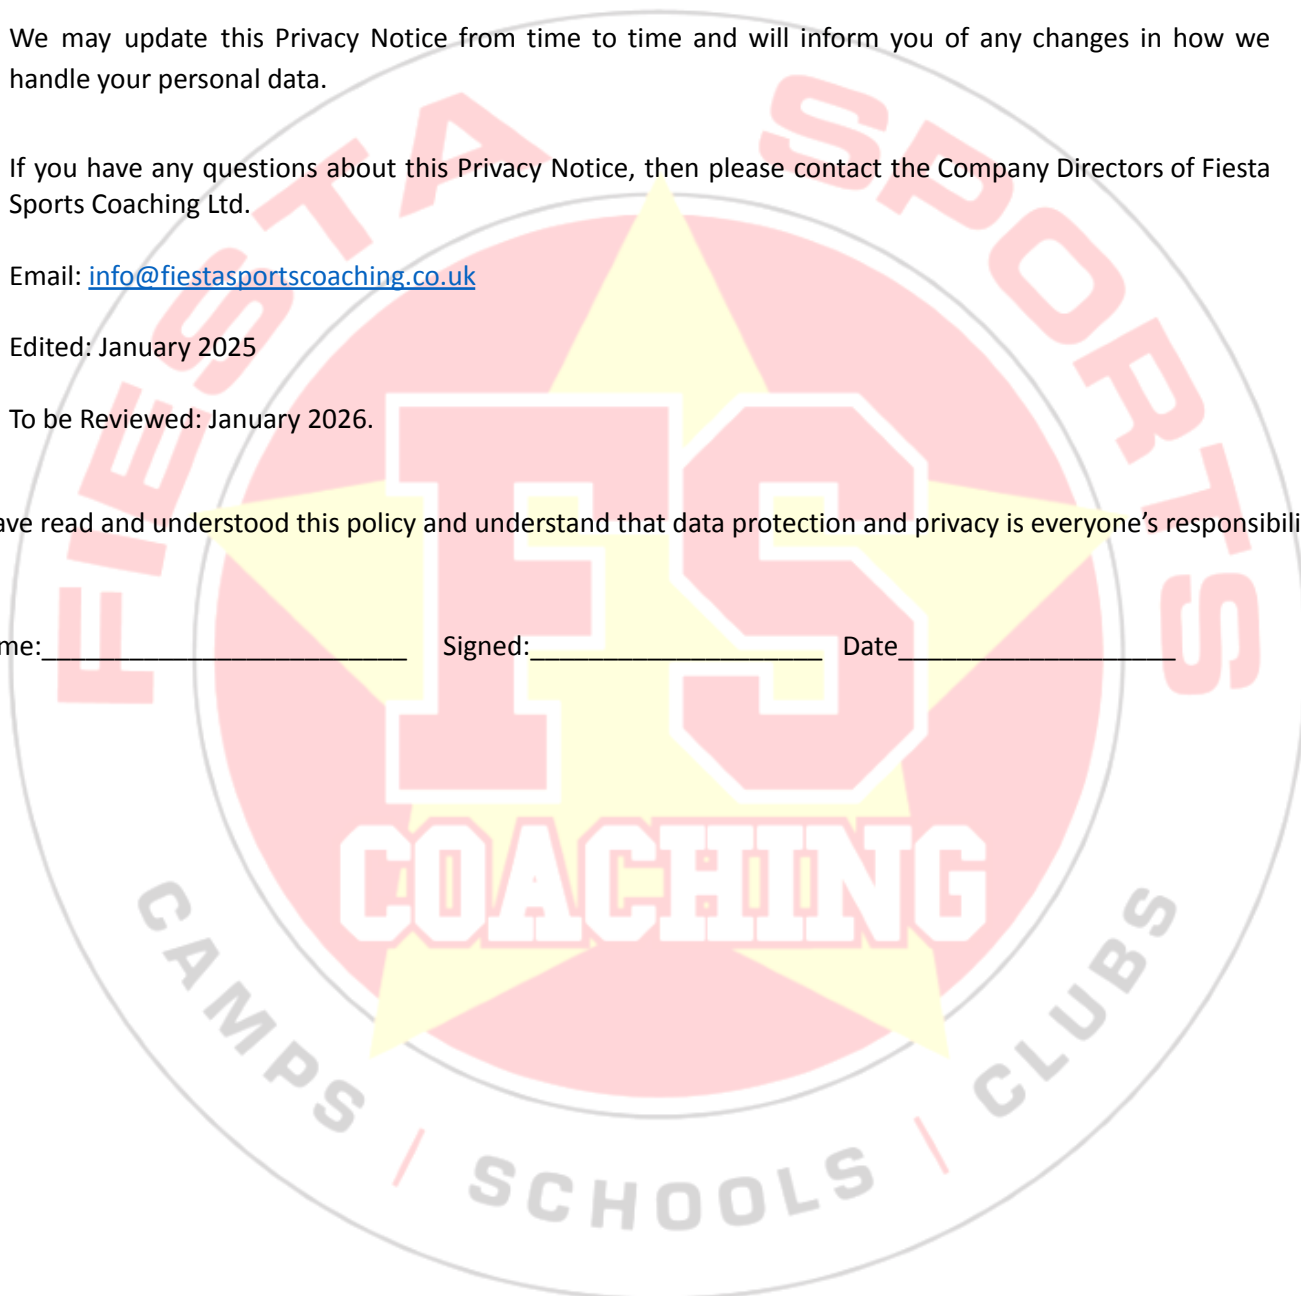 We may update this Privacy Notice from time to time and will inform you of any changes in how we
handle your personal data.
If you have any questions about this Privacy Notice, then please contact the Company Directors of Fiesta
Sports Coaching Ltd.
Email: info@fiestasportscoaching.co.uk
Edited: January 2025
To be Reviewed: January 2026.
ave read and understood this policy and understand that data protection and privacy is everyone’s responsibili
me:_________________________ Signed:____________________ Date___________________
FIESTA SPORTS
FS
COACHING
CAMPS | SCHOOLS | CLUBS